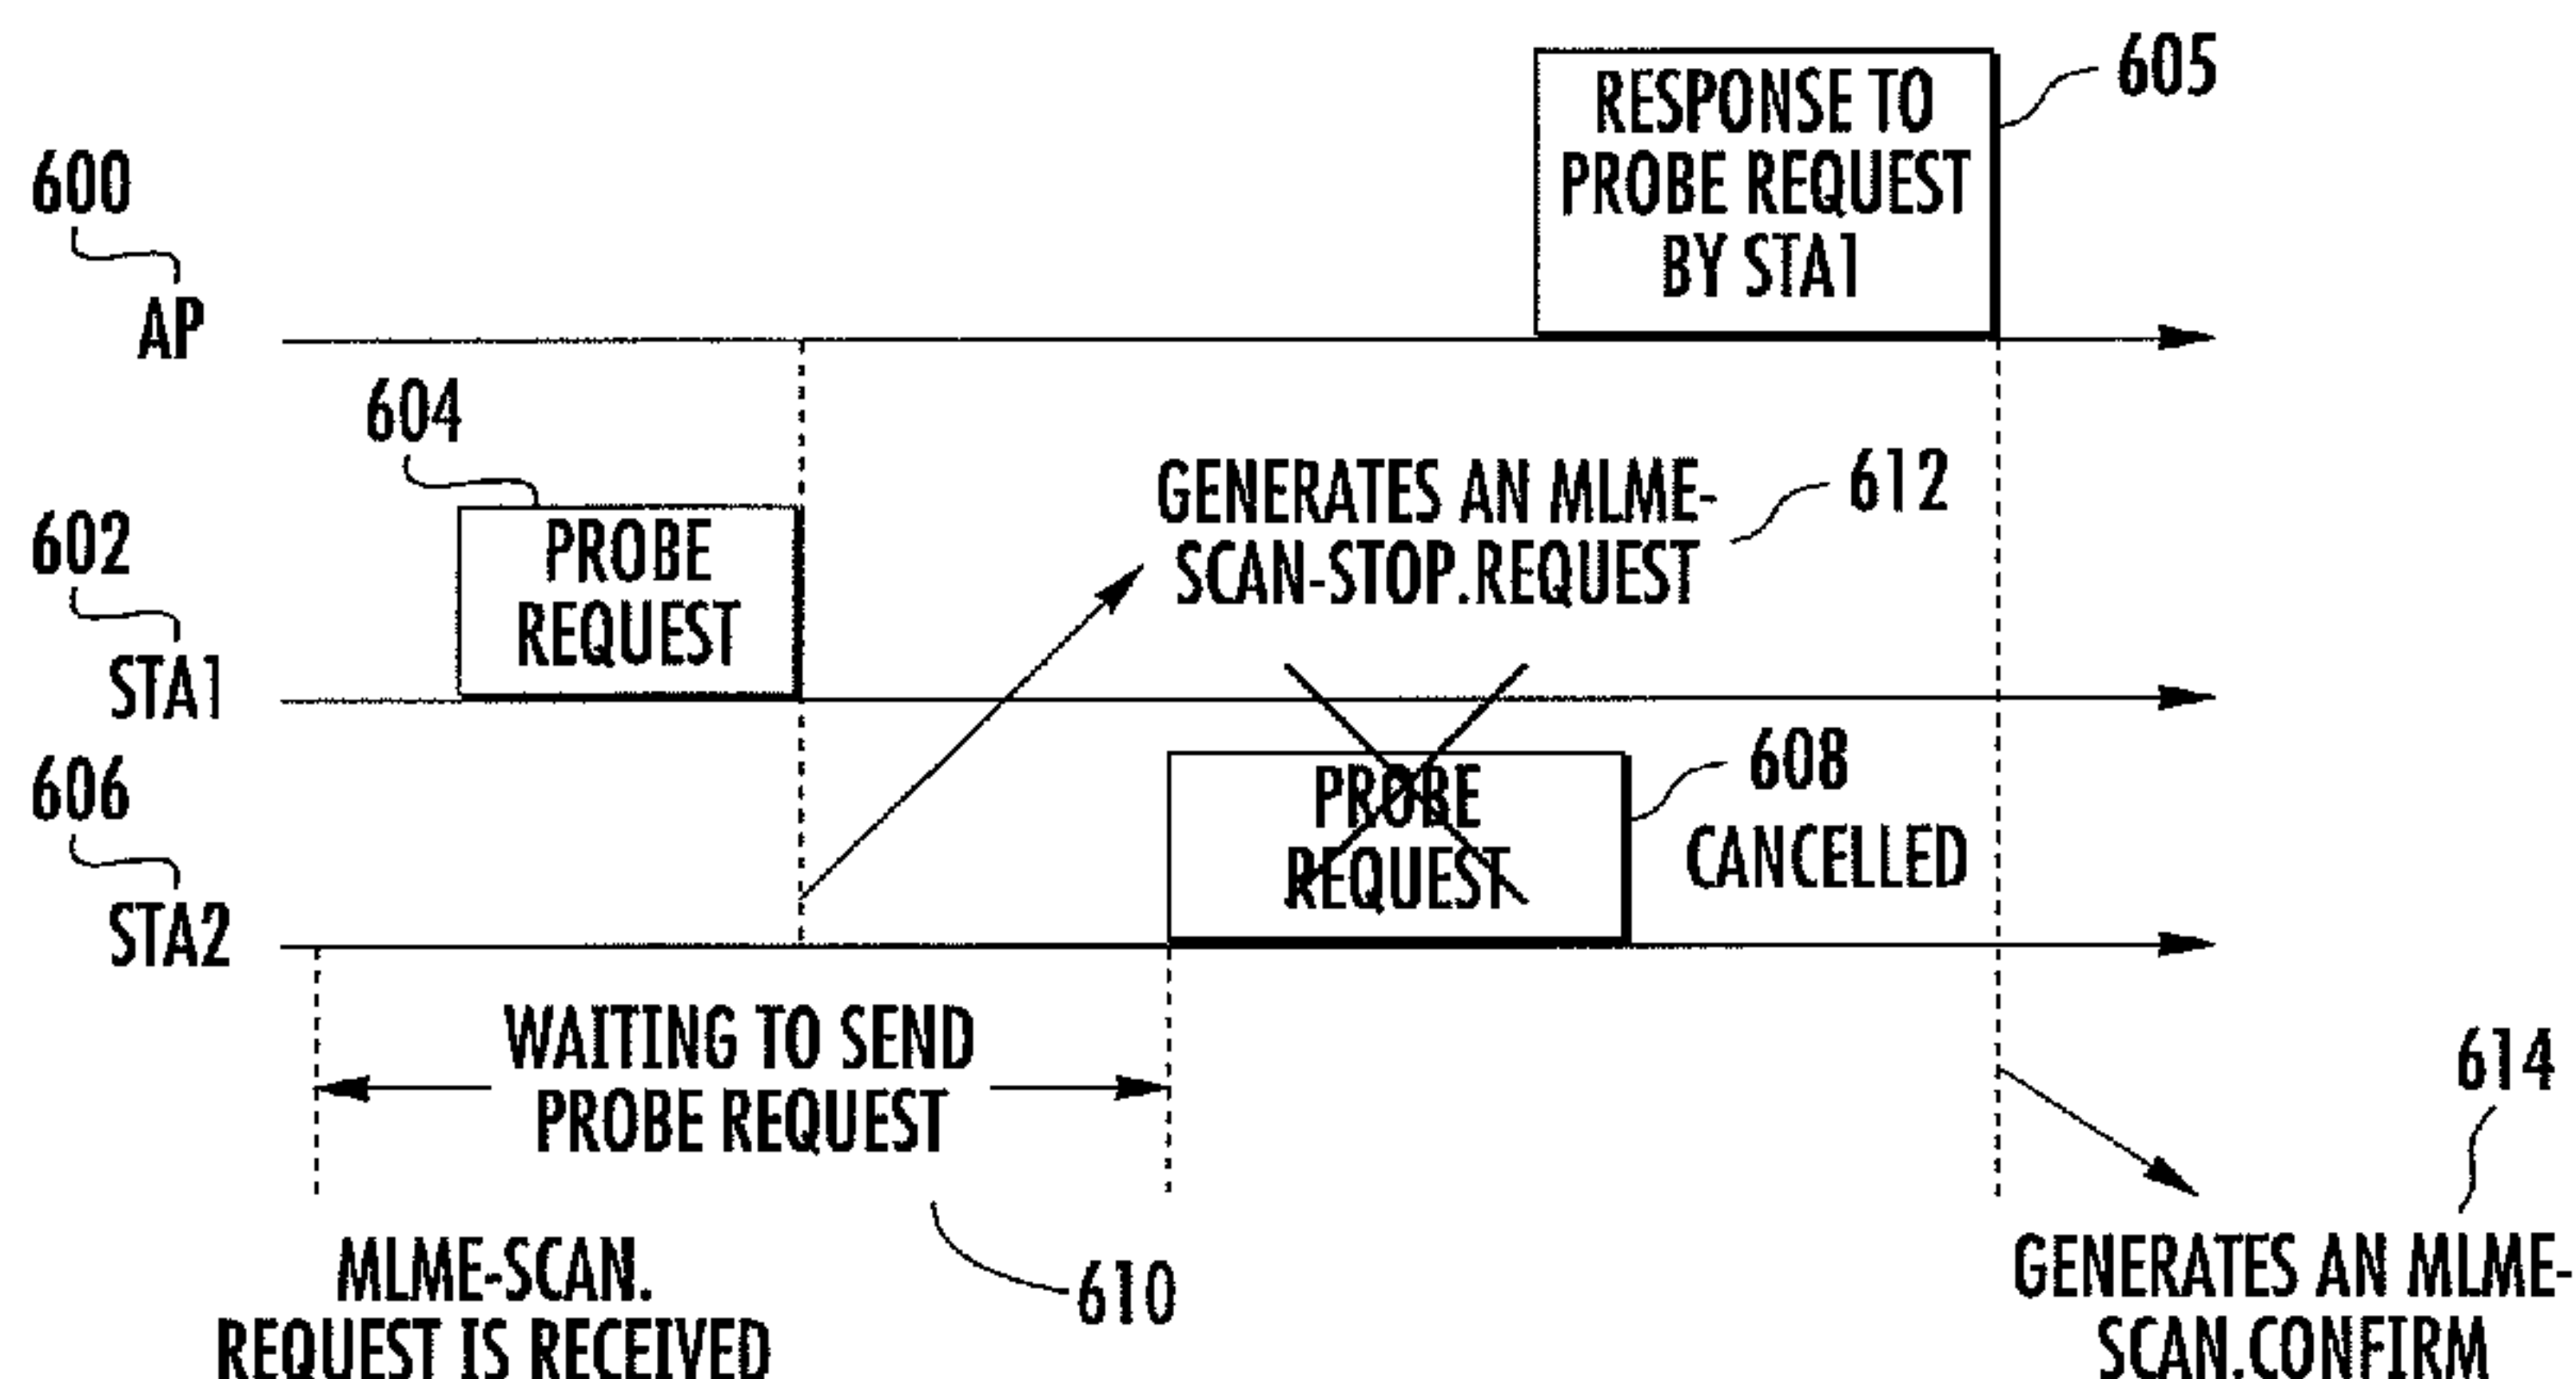 605
RESPONSE TO
PROBE REQUEST
BY STA1
600
AP
604
PROBE
REQUEST
602
STA1
GENERATES AN MLME-
SCAN-STOP.REQUEST
612
606
STA2
PROBE
REQUEST
608
CANCELLED
WAITING TO SEND
PROBE REQUEST
610
MLME-SCAN.
REQUEST IS RECEIVED
614
GENERATES AN MLME-
SCAN.CONFIRM